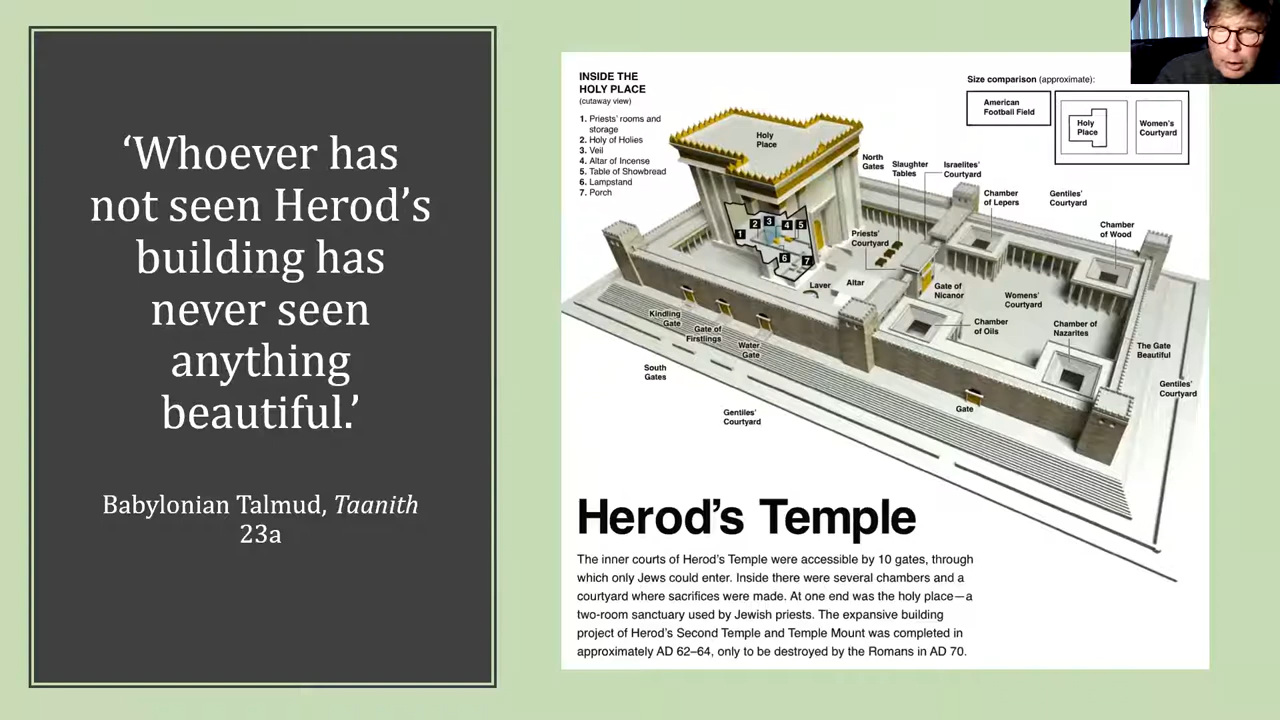 ‘Whoever has
not seen Herod’s
building has
never seen
anything
beautiful.’
Babylonian Talmud, Taanith
23a
INSIDE THE
HOLY PLACE
(cutaway view)
1. Priests’ rooms and
storage
2. Holy of Holies
3. Veil
4. Altar of Incense
5. Table of Showbread
6. Lampstand
7. Porch
Size comparison (approximate):
American
Football Field
Holy
Place
Women’s
Courtyard
Holy
Place
North
Gates
Slaughter
Tables
Israelites’
Courtyard
Chamber
of Lepers
Gentiles’
Courtyard
Chamber
of Wood
1
2
3
4
5
6
7
Priests’
Courtyard
Laver
Altar
Gate of
Nicanor
Womens’
Courtyard
Chamber
of Oils
Chamber of
Nazarites
The Gate
Beautiful
Gentiles’
Courtyard
Kindling
Gate
Gate of
Firstlings
Water
Gate
South
Gates
Gentiles’
Courtyard
Gate
Herod’s Temple
The inner courts of Herod’s Temple were accessible by 10 gates, through
which only Jews could enter. Inside there were several chambers and a
courtyard where sacrifices were made. At one end was the holy place—a
two-room sanctuary used by Jewish priests. The expansive building
project of Herod’s Second Temple and Temple Mount was completed in
approximately AD 62–64, only to be destroyed by the Romans in AD 70.